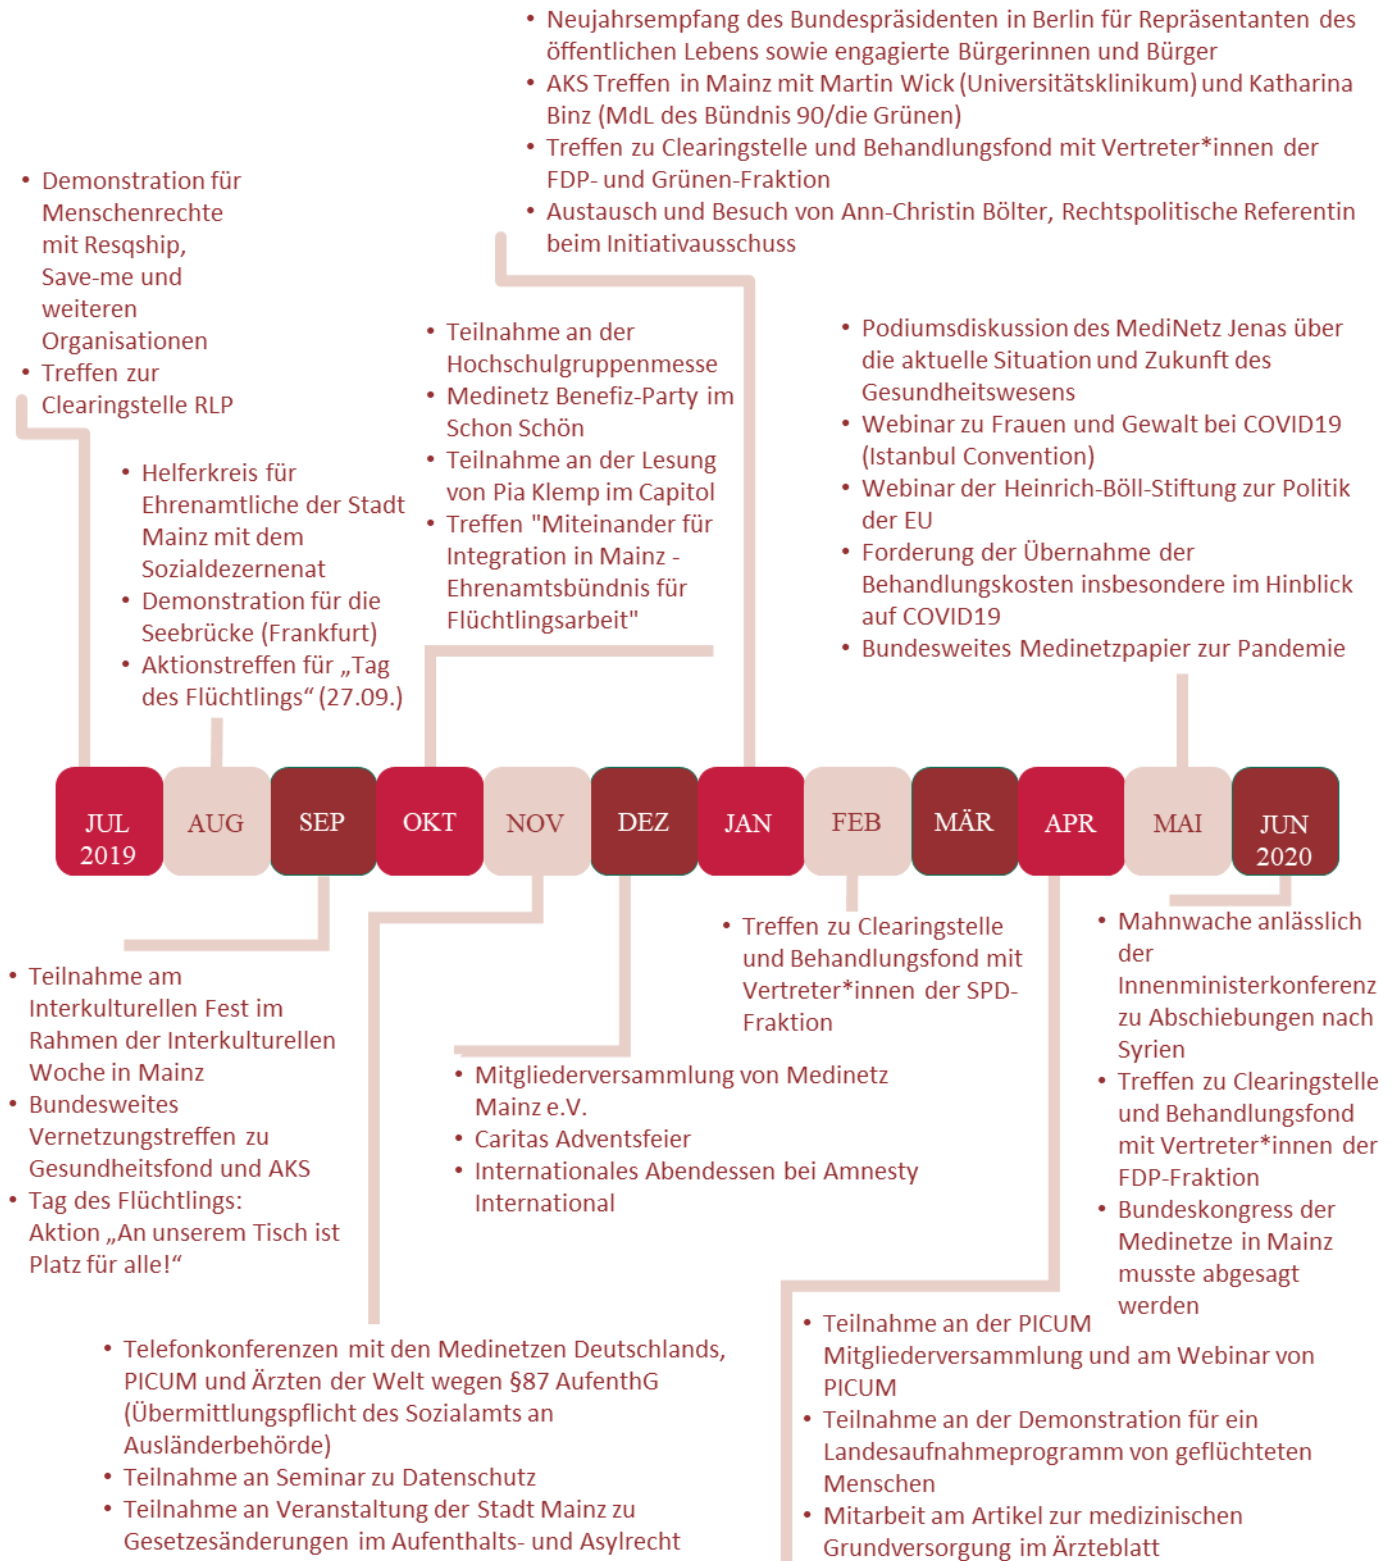 • Neujahrsempfang des Bundespräsidenten in Berlin für Repräsentanten des
öffentlichen Lebens sowie engagierte Bürgerinnen und Bürger
• AKS Treffen in Mainz mit Martin Wick (Universitätsklinikum) und Katharina
Binz (MdL des Bündnis 90/die Grünen)
• Treffen zu Clearingstelle und Behandlungsfond mit Vertreter*innen der
FDP- und Grünen-Fraktion
• Austausch und Besuch von Ann-Christin Bölter, Rechtspolitische Referentin
beim Initiativausschuss
• Demonstration für
Menschenrechte
mit Resqship,
Save-me und
weiteren
Organisationen
• Treffen zur
Clearingstelle RLP
• Helferkreis für
Ehrenamtliche der Stadt
Mainz mit dem
Sozialdezernenat
• Demonstration für die
Seebrücke (Frankfurt)
• Aktionstreffen für „Tag
des Flüchtlings“ (27.09.)
• Teilnahme an der
Hochschulgruppenmesse
• Medinetz Benefiz-Party im
Schon Schön
• Teilnahme an der Lesung
von Pia Klemp im Capitol
• Treffen "Miteinander für
Integration in Mainz -
Ehrenamtsbündnis für
Flüchtlingsarbeit"
• Podiumsdiskussion des MediNetz Jenas über
die aktuelle Situation und Zukunft des
Gesundheitswesens
• Webinar zu Frauen und Gewalt bei COVID19
(Istanbul Convention)
• Webinar der Heinrich-Böll-Stiftung zur Politik
der EU
• Forderung der Übernahme der
Behandlungskosten insbesondere im Hinblick
auf COVID19
• Bundesweites Medinetzpapier zur Pandemie
JUL
2019
AUG
SEP
OKT
NOV
DEZ
JAN
FEB
MÄR
APR
MAI
JUN
2020
• Teilnahme am
Interkulturellen Fest im
Rahmen der Interkulturellen
Woche in Mainz
• Bundesweites
Vernetzungstreffen zu
Gesundheitsfond und AKS
• Tag des Flüchtlings:
Aktion „An unserem Tisch ist
Platz für alle!“
• Telefonkonferenzen mit den Medinetzen Deutschlands,
PICUM und Ärzten der Welt wegen §87 AufenthG
(Übermittlungspflicht des Sozialamts an
Ausländerbehörde)
• Teilnahme an Seminar zu Datenschutz
• Teilnahme an Veranstaltung der Stadt Mainz zu
Gesetzesänderungen im Aufenthalts- und Asylrecht
• Mitgliederversammlung von Medinetz
Mainz e.V.
• Caritas Adventsfeier
• Internationales Abendessen bei Amnesty
International
• Treffen zu Clearingstelle
und Behandlungsfond mit
Vertreter*innen der SPD-
Fraktion
• Teilnahme an der PICUM
Mitgliederversammlung und am Webinar von
PICUM
• Teilnahme an der Demonstration für ein
Landesaufnahmeprogramm von geflüchteten
Menschen
• Mitarbeit am Artikel zur medizinischen
Grundversorgung im Ärzteblatt
• Mahnwache anlässlich
der
Innenministerkonferenz
zu Abschiebungen nach
Syrien
• Treffen zu Clearingstelle
und Behandlungsfond
mit Vertreter*innen der
FDP-Fraktion
• Bundeskongress der
Medinetze in Mainz
musste abgesagt
werden